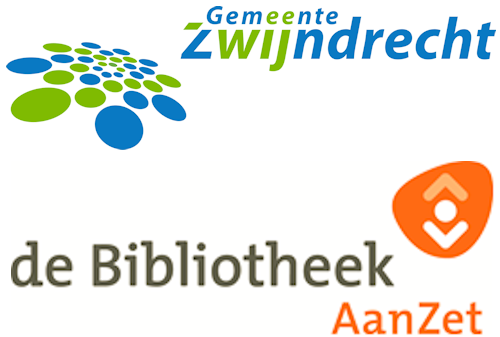 Gemeente
Zwijndrecht
de Bibliotheek
AanZet